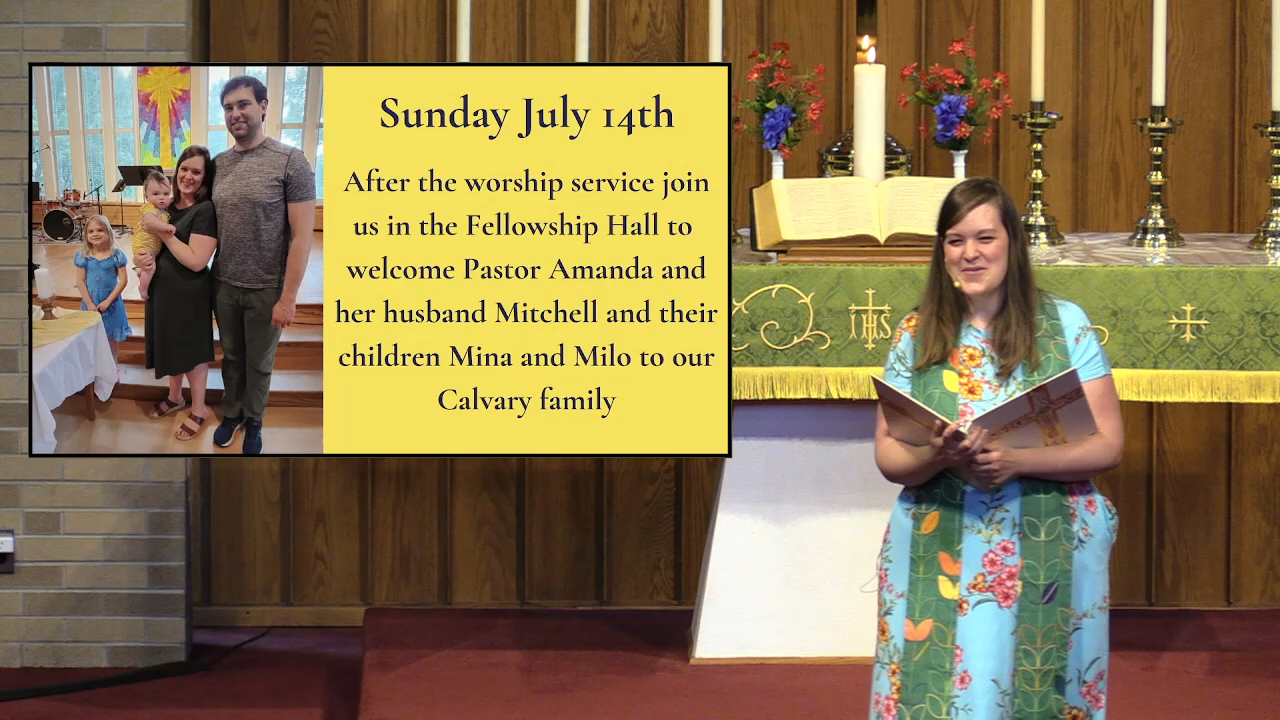 Sunday July 14th
After the worship service join
us in the Fellowship Hall to
welcome Pastor Amanda and
her husband Mitchell and their
children Mina and Milo to our
Calvary family
IHS